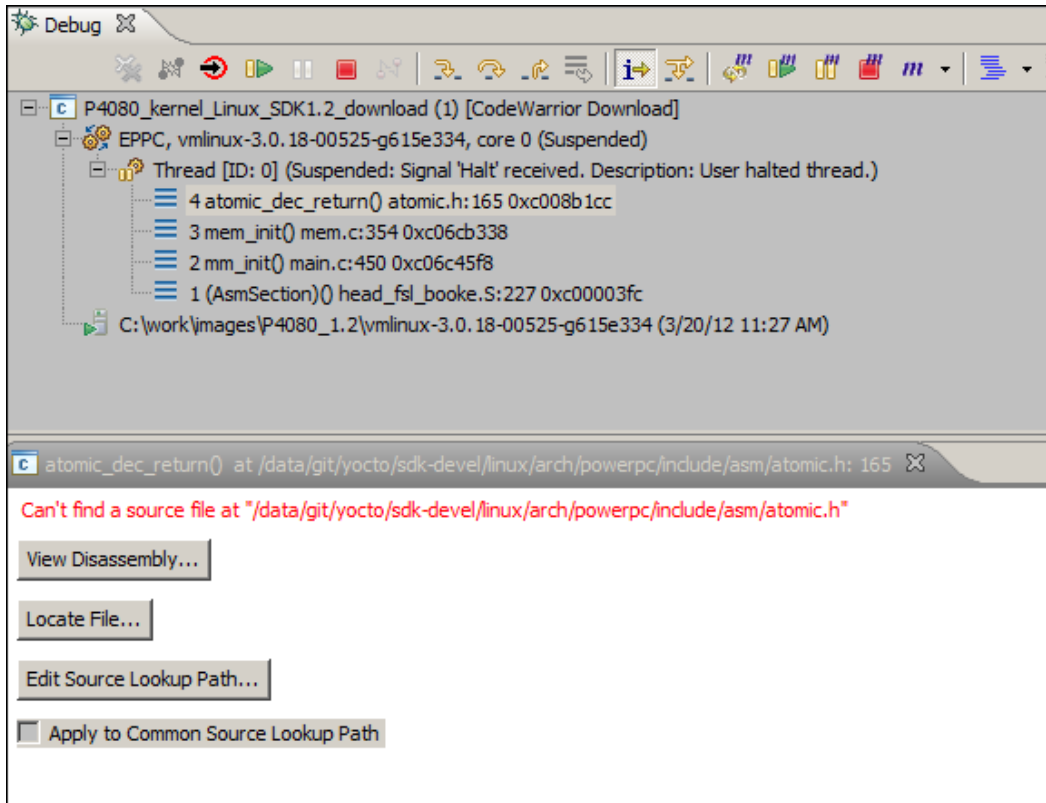 Debug
P4080_kernel_Linux_SDK1.2_download (1) [CodeWarrior Download]
EPPC, vmlinux-3.0.18-00525-g615e334, core 0 (Suspended)
Thread [ID: 0] (Suspended: Signal 'Halt' received. Description: User halted thread.)
4 atomic_dec_return() atomic.h:165 0xc008b1cc
3 mem_init() mem.c:354 0xc06cb338
2 mm_init() main.c:450 0xc06c45f8
1 (AsmSection)() head_fsl_booke.S:227 0xc00003fc
C:\work\images\P4080_1.2\vmlinux-3.0.18-00525-g615e334 (3/20/12 11:27 AM)
atomic_dec_return() at /data/git/yocto/sdk-devel/linux/arch/powerpc/include/asm/atomic.h: 165
Can't find a source file at "/data/git/yocto/sdk-devel/linux/arch/powerpc/include/asm/atomic.h"
View Disassembly...
Locate File...
Edit Source Lookup Path...
Apply to Common Source Lookup Path